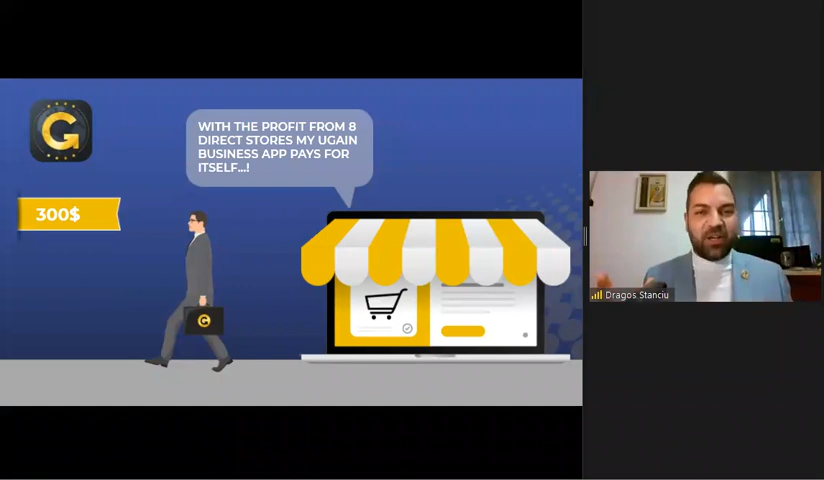 G
WITH THE PROFIT FROM 8
DIRECT STORES MY UGAIN
BUSINESS APP PAYS FOR
ITSELF...!
300$
G
Dragos Stanciu